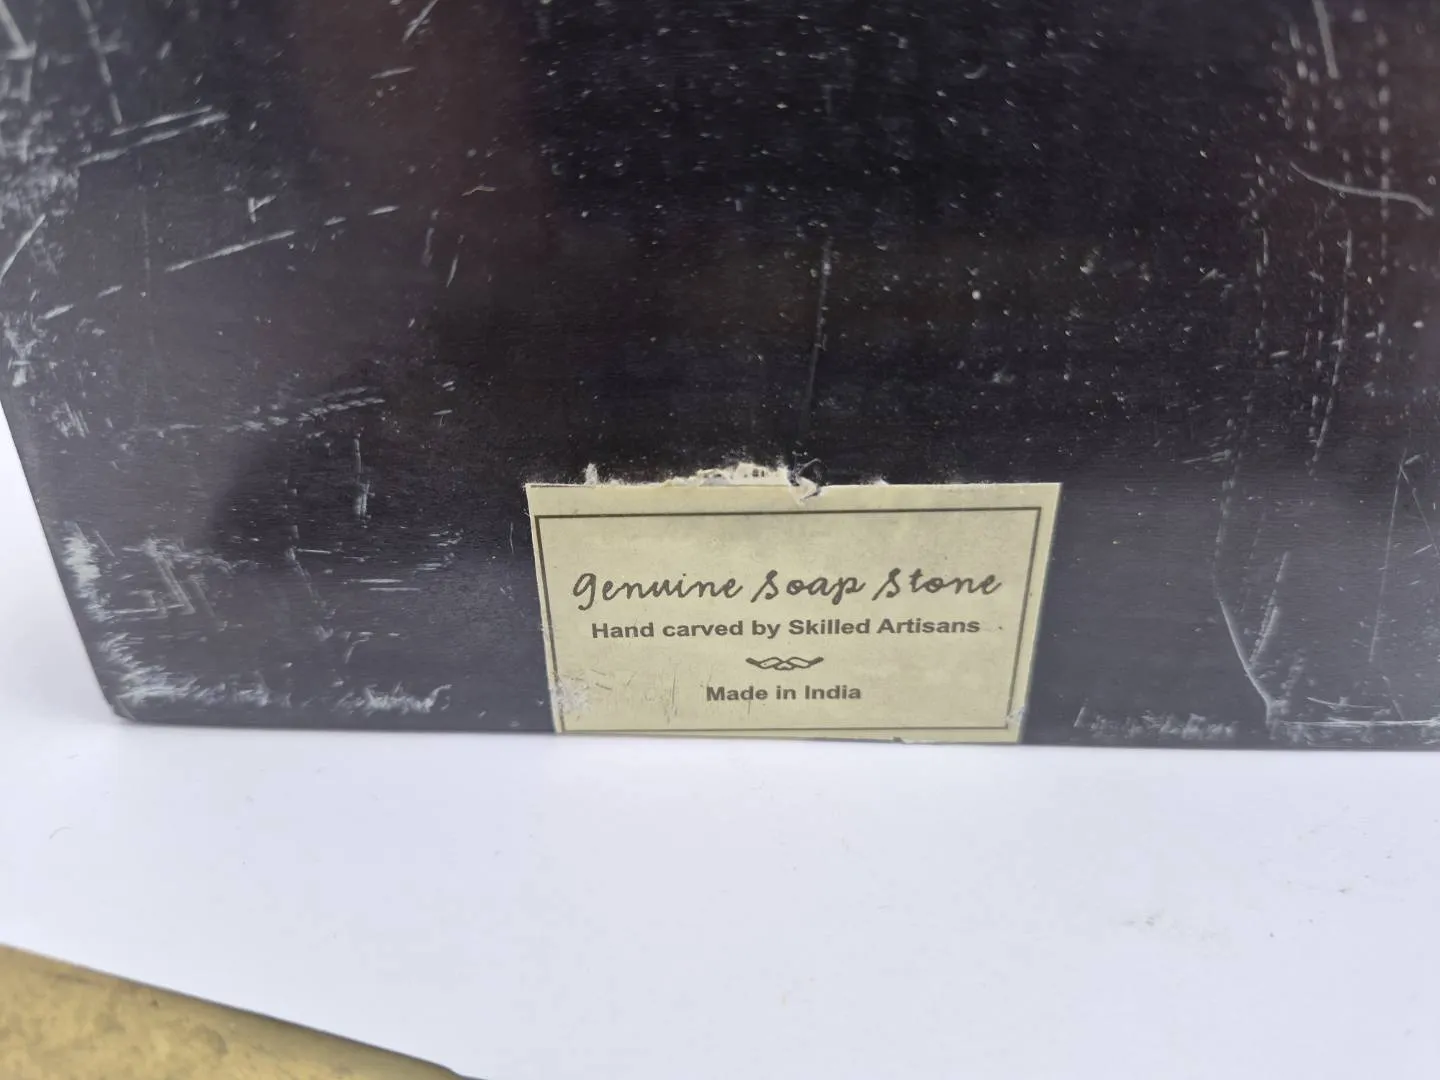 Genuine Soap Stone
Hand carved by Skilled Artisans
Made in India